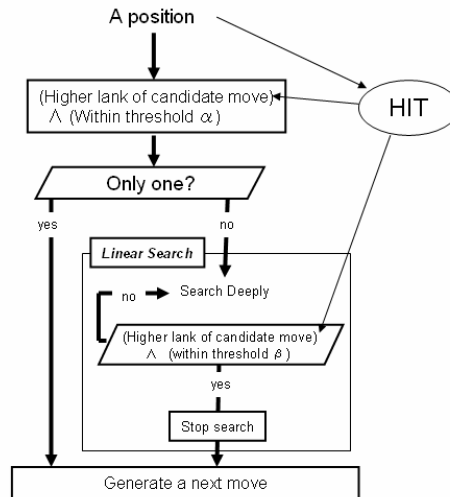 A position
(Higher lank of candidate move)
∧ (Within threshold α)
HIT
Only one?
yes
no
Linear Search
no
Search Deeply
(Higher lank of candidate move)
∧ (within threshold β)
yes
Stop search
Generate a next move